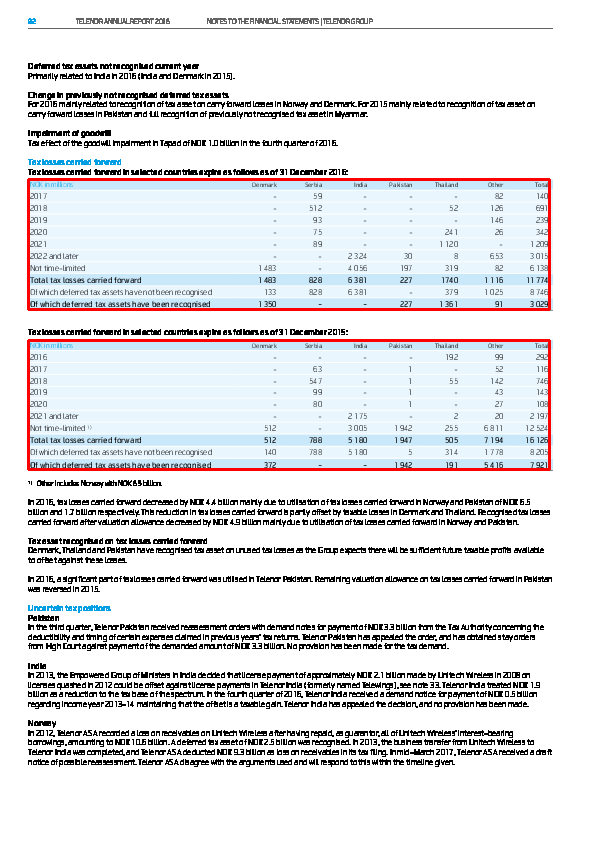 82 TELENOR ANNUAL REPORT 2016 NOTES TO THE FINANCIAL STATEMENTS | TELENOR GROUP
Deferred tax assets not recognised current year
Primarily related to India in 2016 (India and Denmark in 2015).
Change in previously not recognised deferred tax assets
For 2016 mainly related to recognition of tax asset on carry forward losses in Norway and Denmark. For 2015 mainly related to recognition of tax asset on
carry forward losses in Pakistan and full recognition of previously not recognised tax asset in Myanmar.
Impairment of goodwill
Tax effect of the goodwill impairment in Tapad of NOK 1.0 billion in the fourth quarter of 2016.
Tax losses carried forward
Tax losses carried forward in selected countries expire as follows as of 31 December 2016:
NOK in millions Denmark Serbia India Pakistan Thailand Other Total
2017 – 59 – – – 82 140
2018 – 512 – – 52 126 691
2019 – 93 – – – 146 239
2020 – 75 – – 241 26 342
2021 – 89 – – 1 120 – 1 209
2022 and later – – 2 324 30 8 653 3 015
Not time-limited 1 483 – 4 056 197 319 82 6 138
Total tax losses carried forward 1 483 828 6 381 227 1740 1 116 11 774
Of which deferred tax assets have not been recognised 133 828 6 381 – 379 1 025 8 746
Of which deferred tax assets have been recognised 1 350 – – 227 1 361 91 3 029
Tax losses carried forward in selected countries expire as follows as of 31 December 2015:
NOK in millions Denmark Serbia India Pakistan Thailand Other Total
2016 – – – – 192 99 292
2017 – 63 – 1 – 52 116
2018 – 547 – 1 55 142 746
2019 – 99 – 1 – 43 143
2020 – 80 – 1 – 27 108
2021 and later – – 2 175 – 2 20 2 197
Not time-limited 1) 512 – 3 005 1 942 255 6 811 12 524
Total tax losses carried forward 512 788 5 180 1 947 505 7 194 16 126
Of which deferred tax assets have not been recognised 140 788 5 180 5 314 1 778 8 205
Of which deferred tax assets have been recognised 372 – – 1 942 191 5 416 7 921
1) Other includes Norway with NOK 6.5 billion.
In 2016, tax losses carried forward decreased by NOK 4.4 billion mainly due to utilisation of tax losses carried forward in Norway and Pakistan of NOK 6.5
billion and 1.7 billion respectively. This reduction in tax losses carried forward is partly offset by taxable losses in Denmark and Thailand. Recognised tax losses
carried forward after valuation allowance decreased by NOK 4.9 billion mainly due to utilisation of tax losses carried forward in Norway and Pakistan.
Tax asset recognised on tax losses carried forward
Denmark, Thailand and Pakistan have recognised tax asset on unused tax losses as the Group expects there will be sufficient future taxable profits available
to offset against these losses.
In 2016, a significant part of tax losses carried forward was utilised in Telenor Pakistan. Remaining valuation allowance on tax losses carried forward in Pakistan
was reversed in 2015.
Uncertain tax positions
Pakistan
In the third quarter, Telenor Pakistan received reassessment orders with demand notes for payment of NOK 3.3 billion from the Tax Authority concerning the
deductibility and timing of certain expenses claimed in previous years' tax returns. Telenor Pakistan has appealed the order, and has obtained stay orders
from High Court against payment of the demanded amount of NOK 3.3 billion. No provision has been made for the tax demand.
India
In 2013, the Empowered Group of Ministers in India decided that license payment of approximately NOK 2.1 billion made by Unitech Wireless in 2008 on
licenses quashed in 2012 could be offset against license payments in Telenor India (formerly named Telewings), see note 33. Telenor India treated NOK 1.9
billion as a reduction to the tax base of the spectrum. In the fourth quarter of 2016, Telenor India received a demand notice for payment of NOK 0.5 billion
regarding income year 2013–14 maintaining that the offset is a taxable gain. Telenor India has appealed the decision, and no provision has been made.
Norway
In 2012, Telenor ASA recorded a loss on receivables on Unitech Wireless after having repaid, as guarantor, all of Unitech Wireless' interest-bearing
borrowings, amounting to NOK 10.6 billion. A deferred tax asset of NOK 2.5 billion was recognised. In 2013, the business transfer from Unitech Wireless to
Telenor India was completed, and Telenor ASA deducted NOK 9.3 billion as loss on receivables in its tax filing. In mid-March 2017, Telenor ASA received a draft
notice of possible reassessment. Telenor ASA disagree with the arguments used and will respond to this within the timeline given.